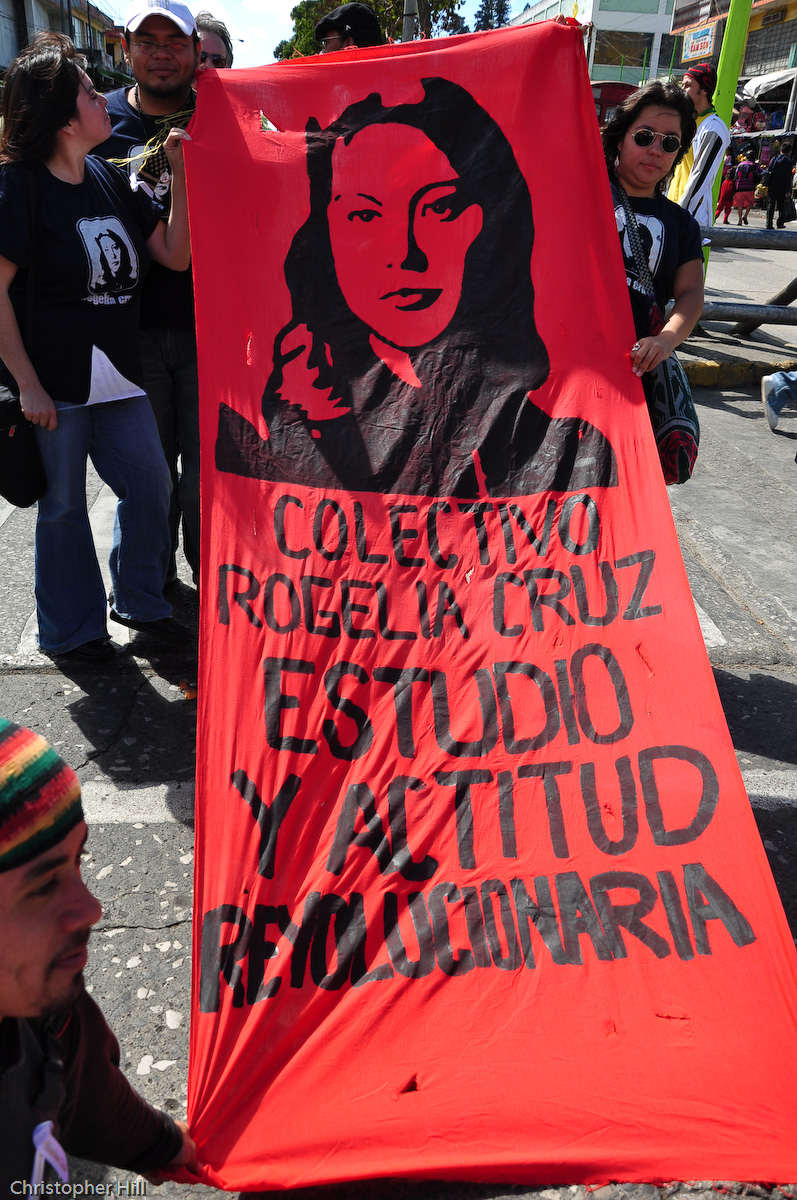 COLECTIVO
ROGELIA CRUZ
ESTUDIO
Y ACTITUD
REVOLUCIONARIA
Christopher Hill